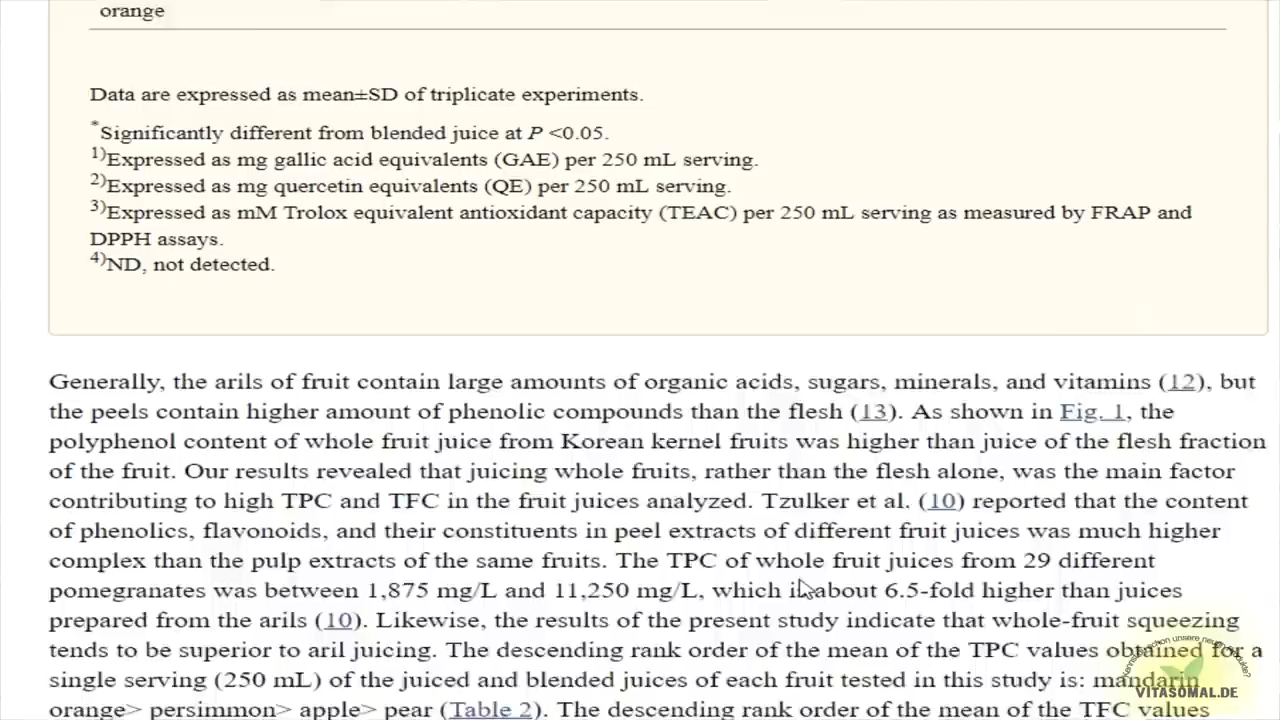 orange
Data are expressed as mean±SD of triplicate experiments.
*Significantly different from blended juice at P <0.05.
1)Expressed as mg gallic acid equivalents (GAE) per 250 mL serving.
2)Expressed as mg quercetin equivalents (QE) per 250 mL serving.
3)Expressed as mM Trolox equivalent antioxidant capacity (TEAC) per 250 mL serving as measured by FRAP and
DPPH assays.
4)ND, not detected.
Generally, the arils of fruit contain large amounts of organic acids, sugars, minerals, and vitamins (12), but
the peels contain higher amount of phenolic compounds than the flesh (13). As shown in Fig. 1, the
polyphenol content of whole fruit juice from Korean kernel fruits was higher than juice of the flesh fraction
of the fruit. Our results revealed that juicing whole fruits, rather than the flesh alone, was the main factor
contributing to high TPC and TFC in the fruit juices analyzed. Tzulker et al. (10) reported that the content
of phenolics, flavonoids, and their constituents in peel extracts of different fruit juices was much higher
complex than the pulp extracts of the same fruits. The TPC of whole fruit juices from 29 different
pomegranates was between 1,875 mg/L and 11,250 mg/L, which is about 6.5-fold higher than juices
prepared from the arils (10). Likewise, the results of the present study indicate that whole-fruit squeezing
tends to be superior to aril juicing. The descending rank order of the mean of the TPC values obtained for a
single serving (250 mL) of the juiced and blended juices of each fruit tested in this study is: mandarin
orange> persimmon> apple> pear (Table 2). The descending rank order of the mean of the TFC values
schon unsere
VITASOMAL.DE